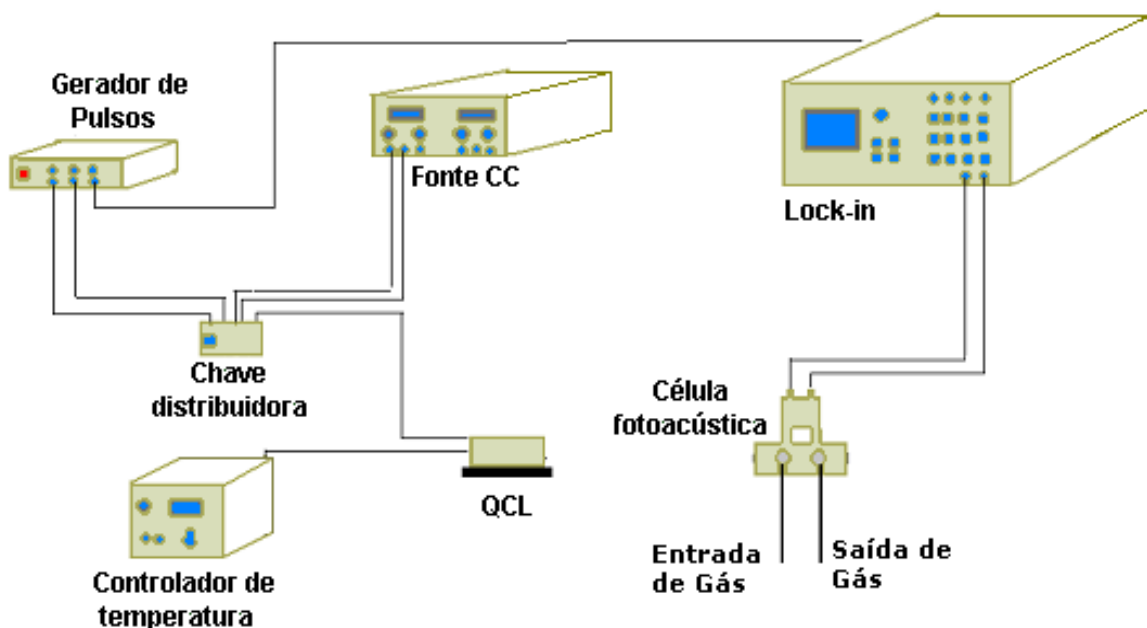 Gerador de
Pulsos
Fonte CC
Lock-in
Chave
distribuidora
Célula
fotoacústica
QCL
Controlador de
temperatura
Entrada
de Gás
Saída de
Gás